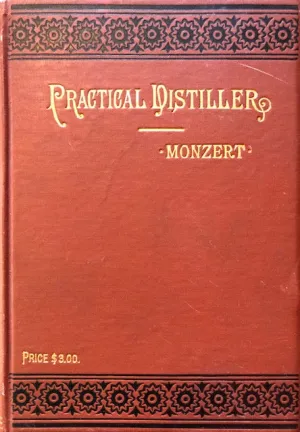 PRACTICAL DISTILLER
·MONZERT·
PRICE $3.00.